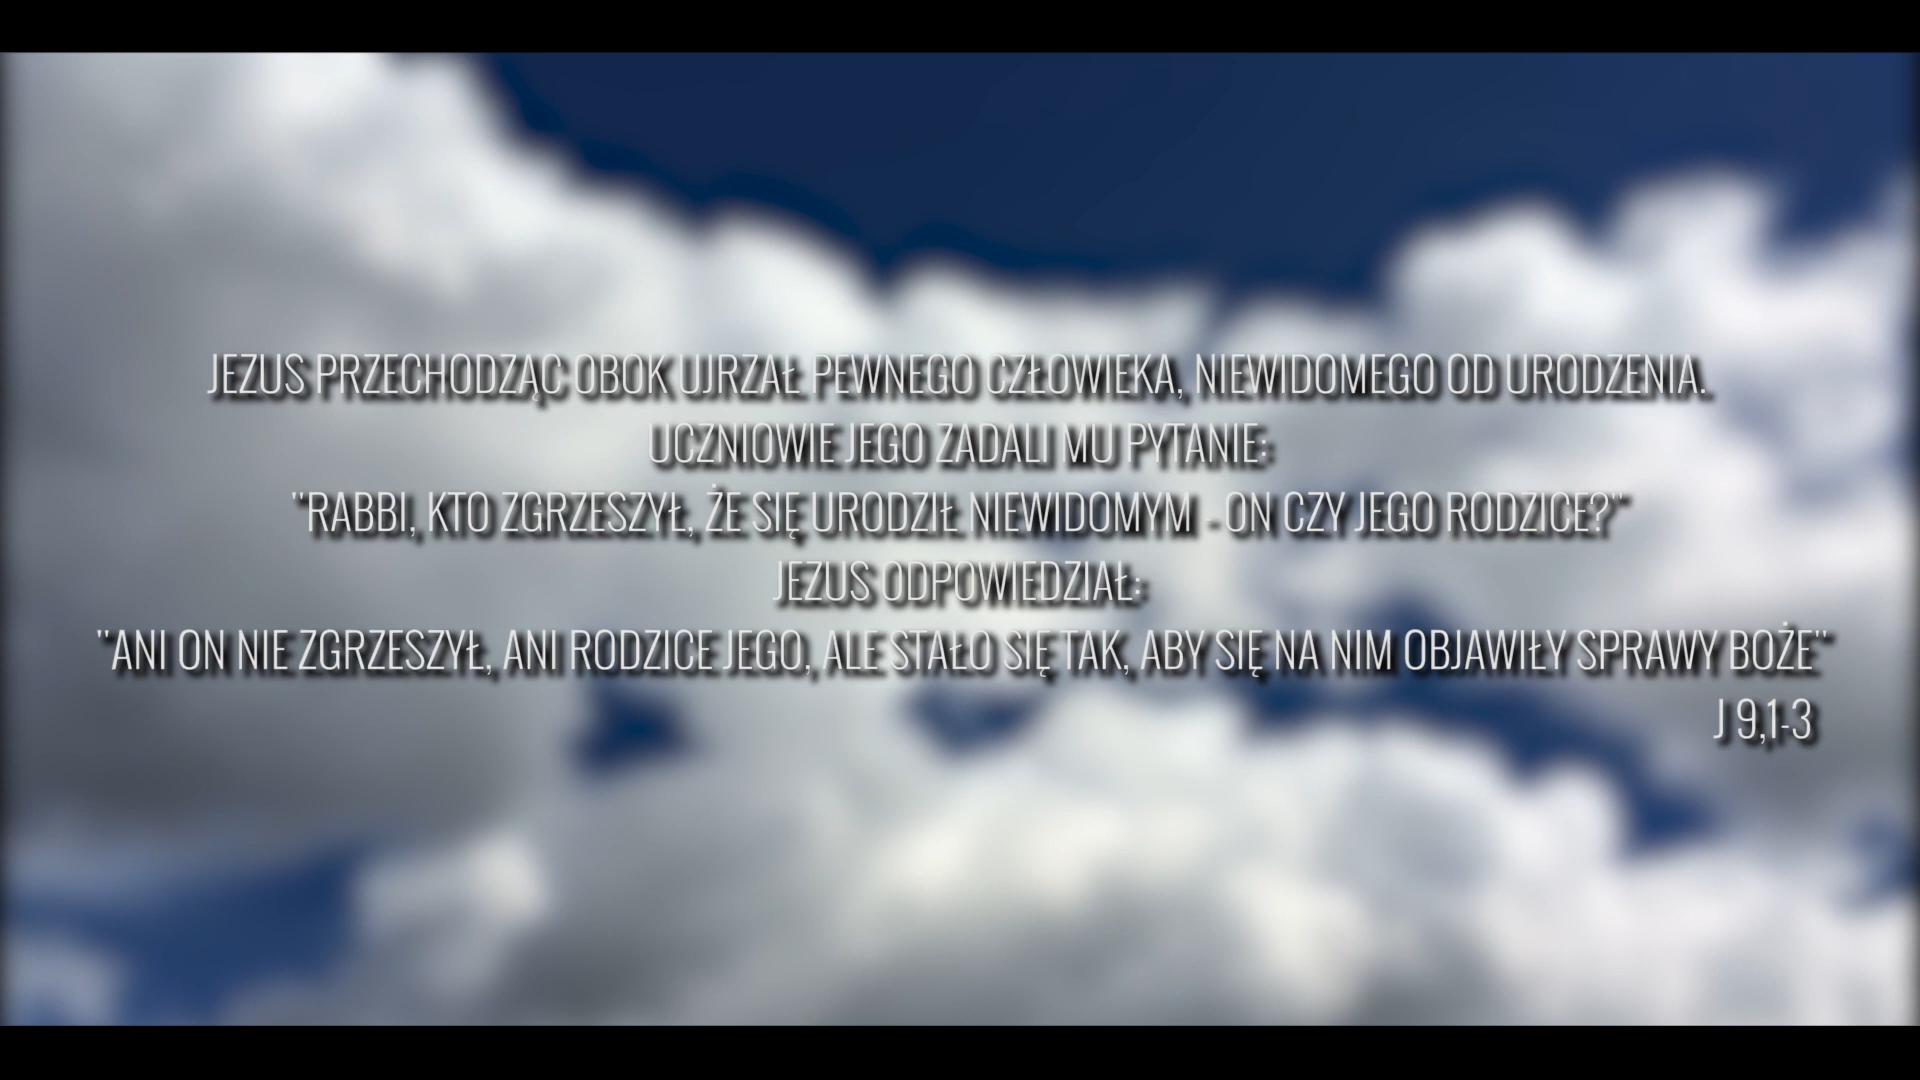 JEZUS PRZECHODZĄC OBOK UJRZAŁ PEWNEGO CZŁOWIEKA, NIEWIDOMEGO OD URODZENIA.
UCZNIOWIE JEGO ZADALI MU PYTANIE:
"RABBI, KTO ZGRZESZYŁ, ŻE SIĘ URODZIŁ NIEWIDOMYM - ON CZY JEGO RODZICE?"
JEZUS ODPOWIEDZIAŁ:
"ANI ON NIE ZGRZESZYŁ, ANI RODZICE JEGO, ALE STAŁO SIĘ TAK, ABY SIĘ NA NIM OBJAWIŁY SPRAWY BOŻE"
J 9,1-3